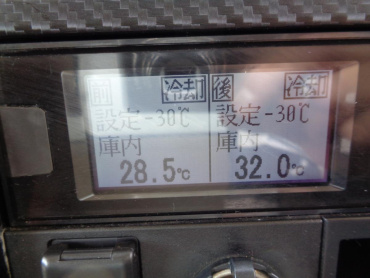 前 冷却 後 冷却
設定-30℃ 設定-30℃
庫内 庫内
28.5℃ 32.0℃